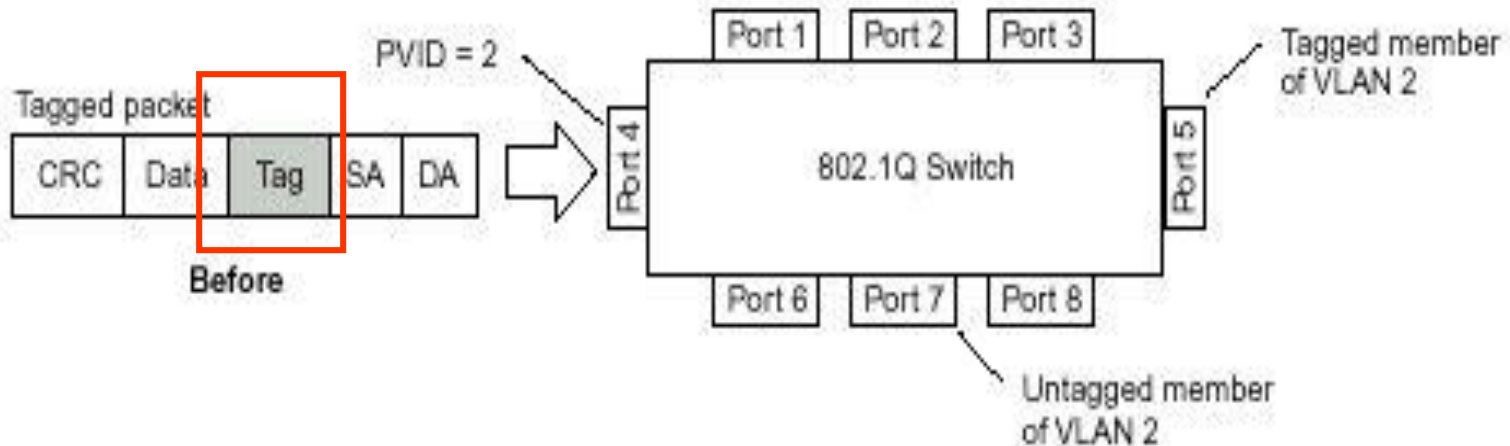 Port 1
Port 2
Port 3
PVID = 2
Tagged member
of VLAN 2
Tagged packet
CRC
Data
Tag
SA
DA
Port 4
802.1Q Switch
Port 5
Before
Port 6
Port 7
Port 8
Untagged member
of VLAN 2